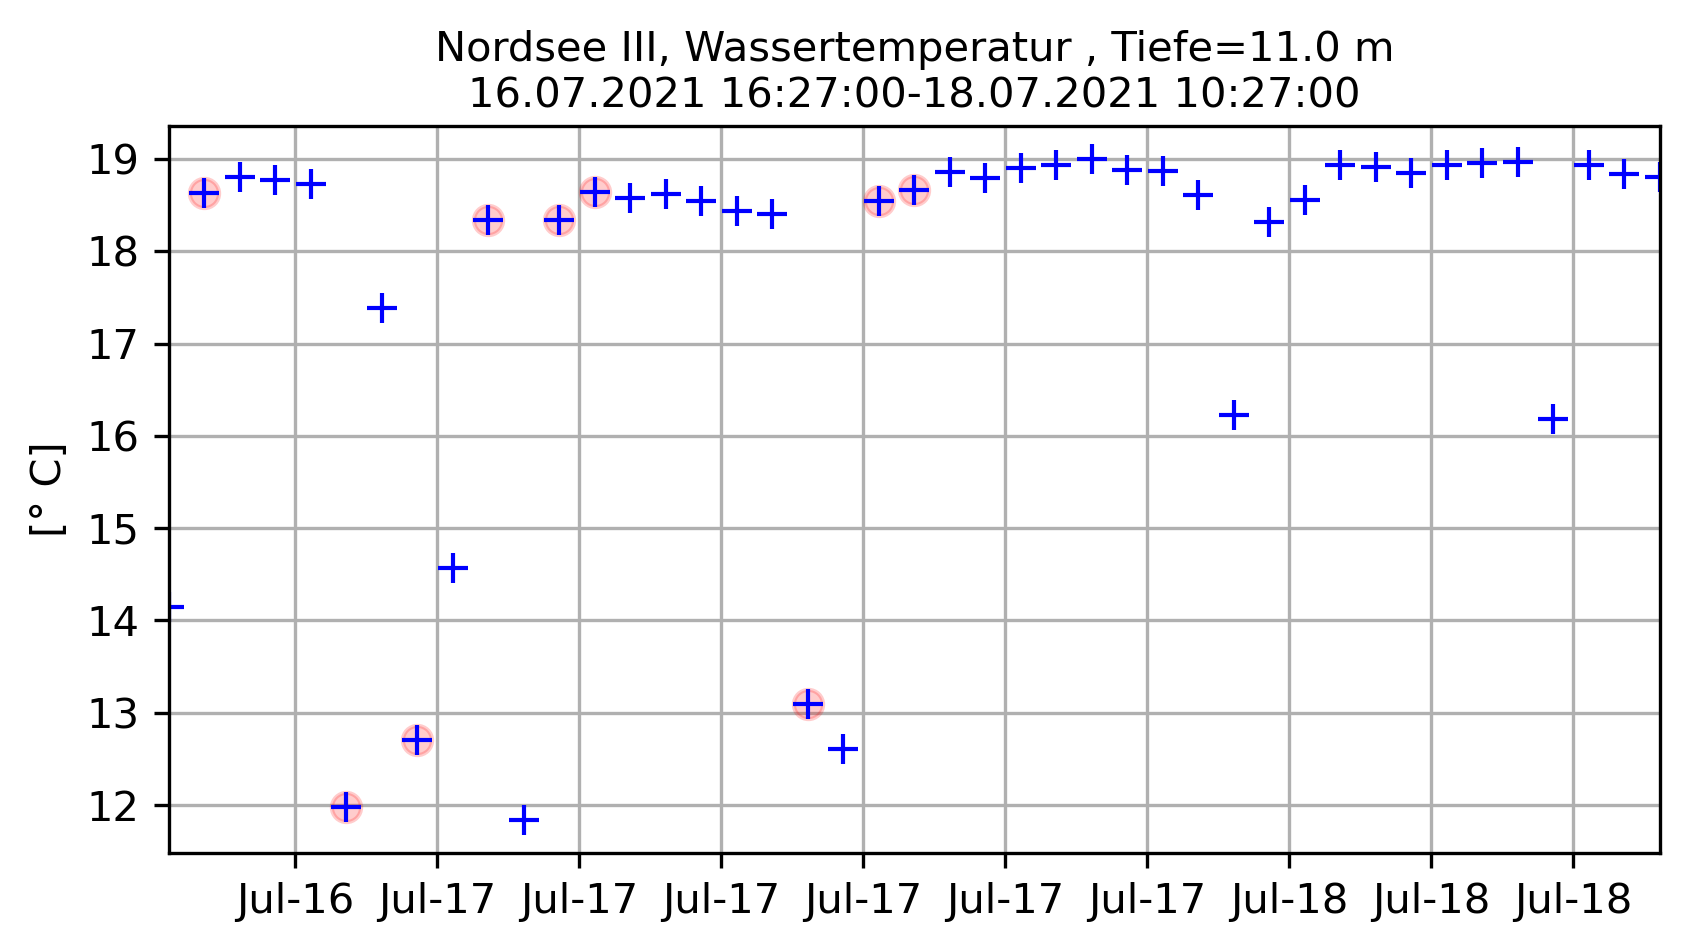 Nordsee III, Wassertemperatur , Tiefe=11.0 m
16.07.2021 16:27:00-18.07.2021 10:27:00
19
18
17
16
15
14
13
12
[° C]
Jul-16 Jul-17 Jul-17 Jul-17 Jul-17 Jul-17 Jul-17 Jul-18 Jul-18 Jul-18